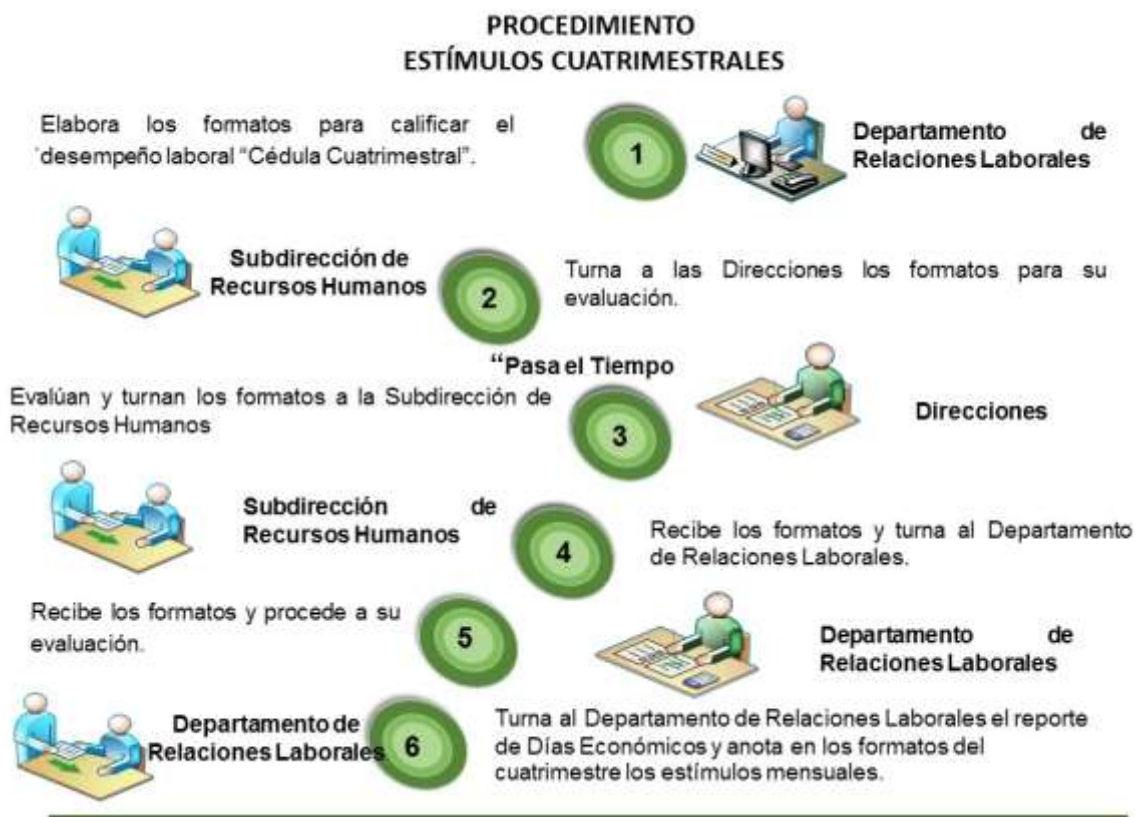 PROCEDIMIENTO
ESTÍMULOS CUATRIMESTRALES
Elabora los formatos para calificar el
desempeño laboral “Cédula Cuatrimestral”.
1
Departamento de
Relaciones Laborales
Subdirección de
Recursos Humanos
2
Turna a las Direcciones los formatos para su
evaluación.
“Pasa el Tiempo
Evalúan y turnan los formatos a la Subdirección de
Recursos Humanos
3
Direcciones
Subdirección de
Recursos Humanos
4
Recibe los formatos y turna al Departamento
de Relaciones Laborales.
Recibe los formatos y procede a su
evaluación.
5
Departamento de
Relaciones Laborales
Departamento de
Relaciones Laborales
6
Turna al Departamento de Relaciones Laborales el reporte
de Días Económicos y anota en los formatos del
cuatrimestre los estímulos mensuales.